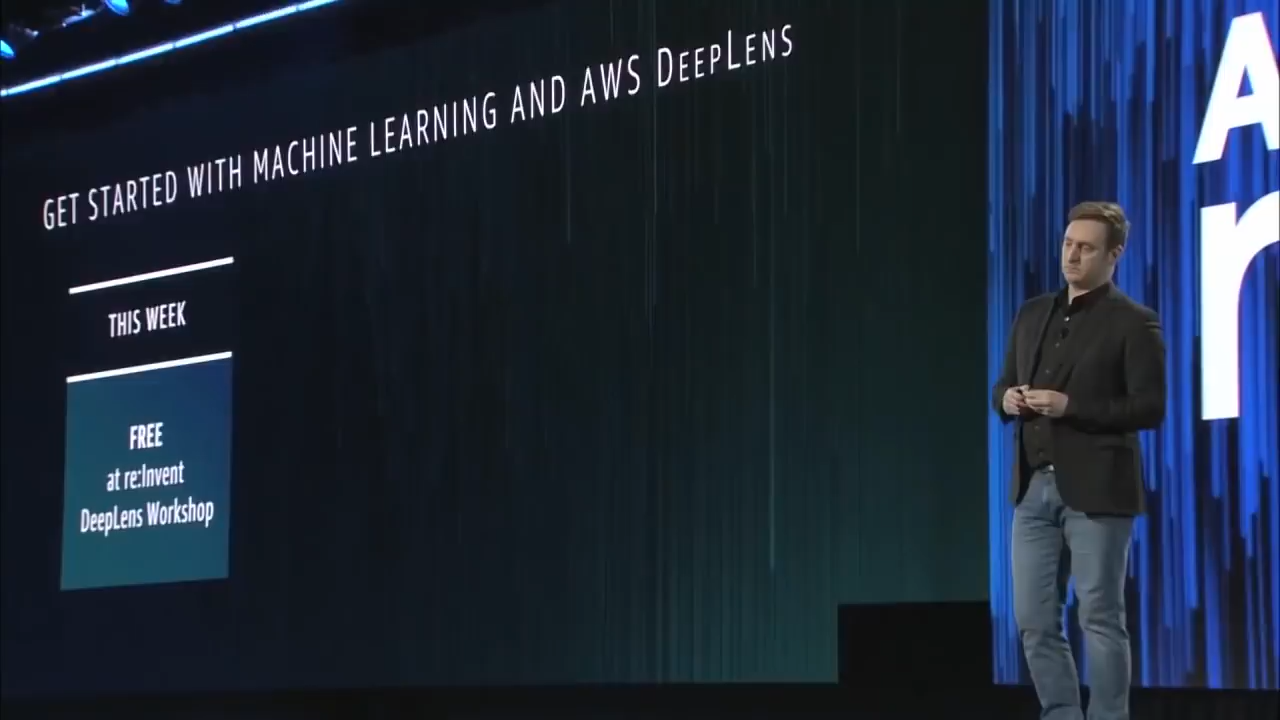 GET STARTED WITH MACHINE LEARNING AND AWS DEEPLENS
THIS WEEK
FREE
at re:Invent
DeepLens Workshop
A
r